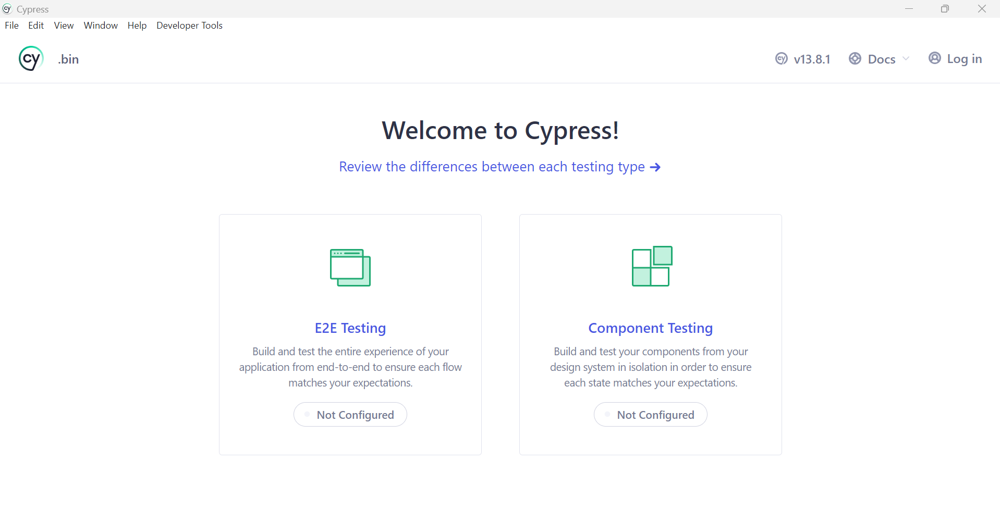 cy Cypress
File Edit View Window Help Developer Tools
cy .bin cy v13.8.1 Docs Log in
Welcome to Cypress!
Review the differences between each testing type →
E2E Testing
Build and test the entire experience of your
application from end-to-end to ensure each flow
matches your expectations.
Not Configured
Component Testing
Build and test your components from your
design system in isolation in order to ensure
each state matches your expectations.
Not Configured